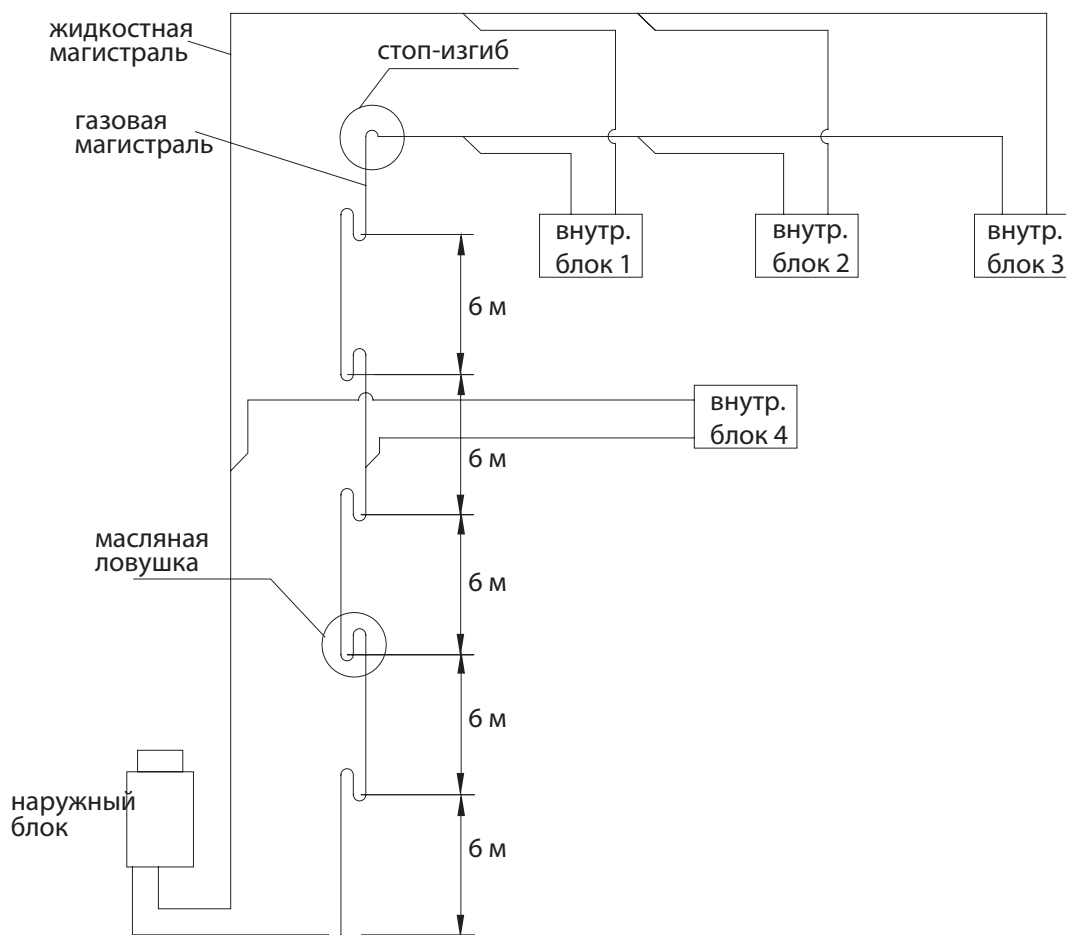 жидкостная
магистраль
стоп-изгиб
газовая
магистраль
внутр.
блок 1
внутр.
блок 2
внутр.
блок 3
6 м
внутр.
блок 4
6 м
масляная
ловушка
6 м
6 м
наружный
блок
6 м